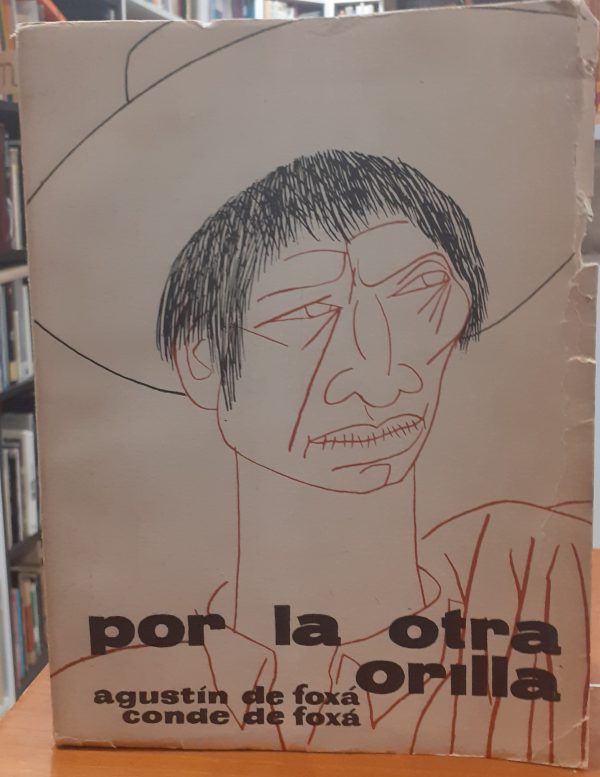 por la otra
orilla
agustín de foxá
conde de foxá